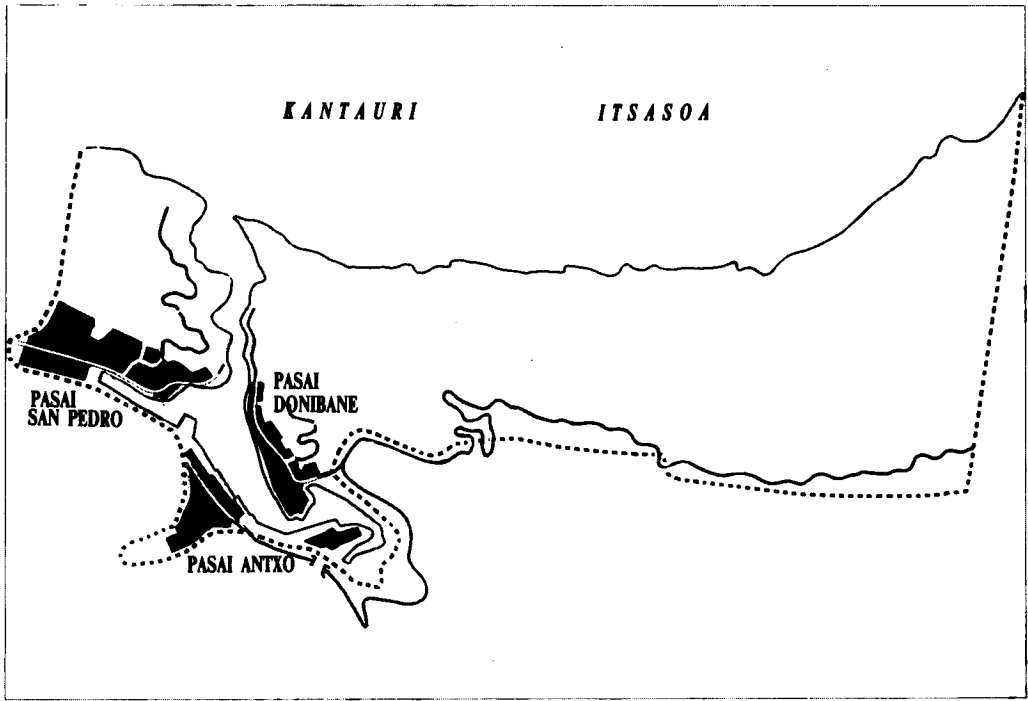 KANTAURI ITSASOA
PASAI
DONIBANE
PASAI
SAN PEDRO
PASAI ANTXO